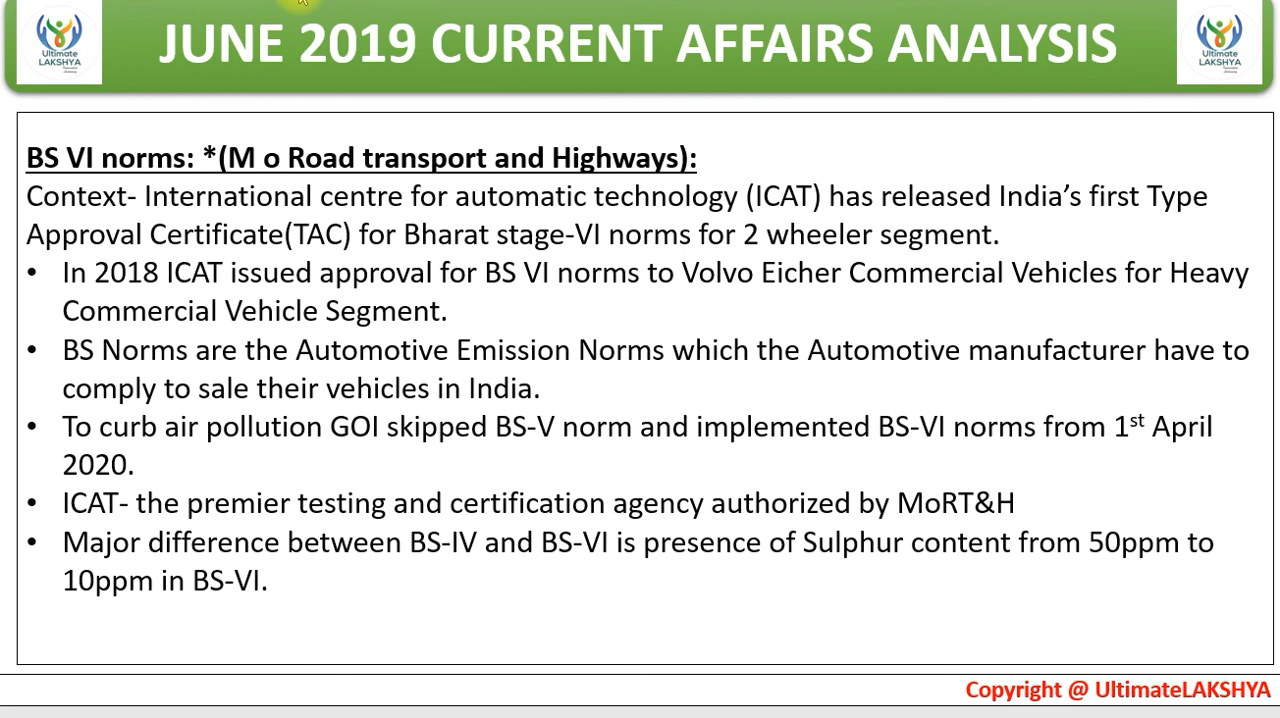 JUNE 2019 CURRENT AFFAIRS ANALYSIS
Ultimate
LAKSHYA
Ultimate
LAKSHYA
BS VI norms: *(M o Road transport and Highways):
Context- International centre for automatic technology (ICAT) has released India’s first Type
Approval Certificate(TAC) for Bharat stage-VI norms for 2 wheeler segment.
• In 2018 ICAT issued approval for BS VI norms to Volvo Eicher Commercial Vehicles for Heavy
Commercial Vehicle Segment.
• BS Norms are the Automotive Emission Norms which the Automotive manufacturer have to
comply to sale their vehicles in India.
• To curb air pollution GOI skipped BS-V norm and implemented BS-VI norms from 1st April
2020.
• ICAT- the premier testing and certification agency authorized by MoRT&H
• Major difference between BS-IV and BS-VI is presence of Sulphur content from 50ppm to
10ppm in BS-VI.
Copyright @ UltimateLAKSHYA